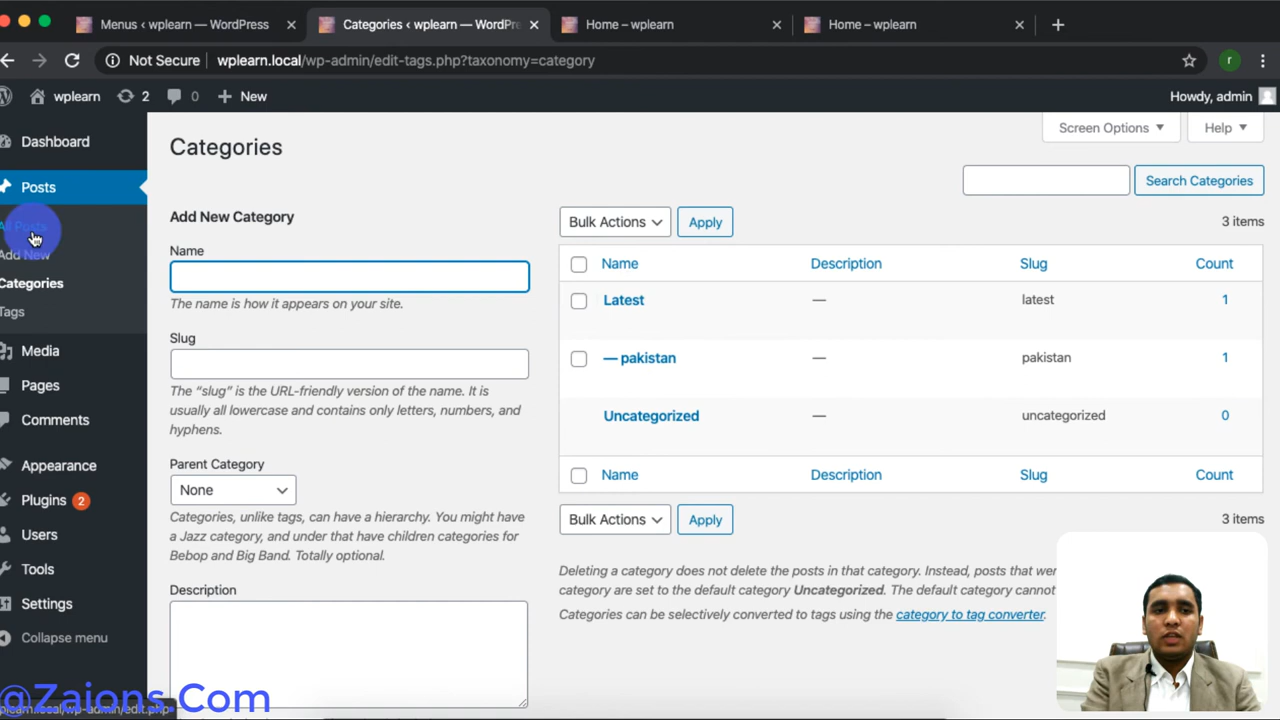 Menus ‹ wplearn — WordPress
Categories ‹ wplearn — WordPre
Home – wplearn
Home – wplearn
Not Secure
wplearn.local/wp-admin/edit-tags.php?taxonomy=category
r
wplearn
2
0
New
Howdy, admin
Dashboard
Posts
All Posts
Add New
Categories
Tags
Media
Pages
Comments
Appearance
Plugins 2
Users
Tools
Settings
Collapse menu
Screen Options
Help
Categories
Search Categories
Add New Category
Name
The name is how it appears on your site.
Slug
The “slug” is the URL-friendly version of the name. It is
usually all lowercase and contains only letters, numbers, and
hyphens.
Parent Category
None
Categories, unlike tags, can have a hierarchy. You might have
a Jazz category, and under that have children categories for
Bebop and Big Band. Totally optional.
Description
Bulk Actions
Apply
3 items
Name Description Slug Count
Latest — latest 1
— pakistan — pakistan 1
Uncategorized — uncategorized 0
Name Description Slug Count
Bulk Actions
Apply
3 items
Deleting a category does not delete the posts in that category. Instead, posts that wer
category are set to the default category Uncategorized. The default category cannot
Categories can be selectively converted to tags using the category to tag converter.
@Zaions.Com
plearn.local/wp-admin/edit.php